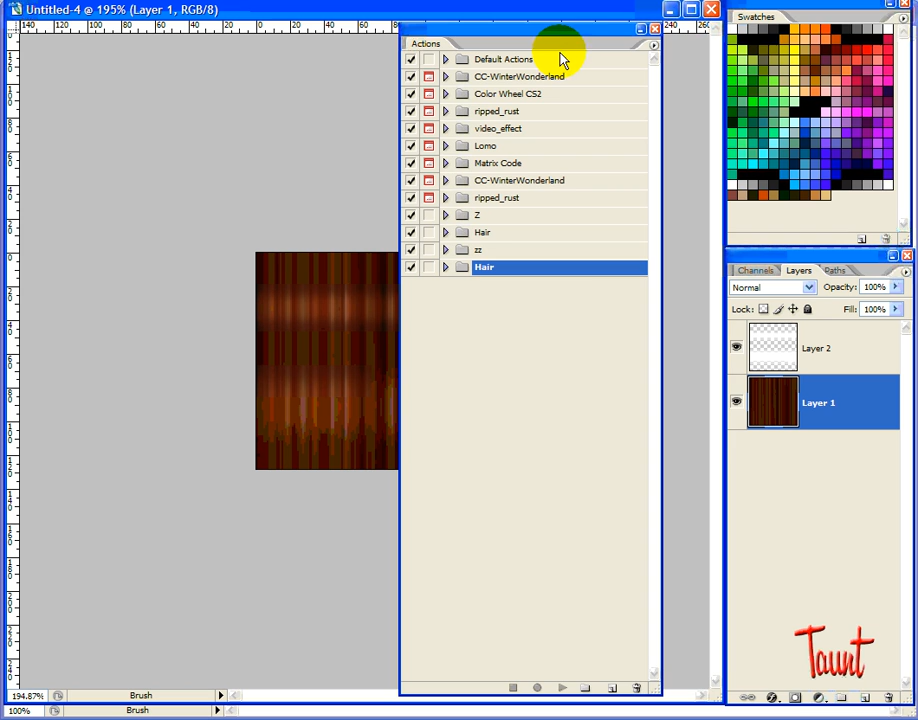 Untitled-4 @ 195% (Layer 1, RGB/8)
Actions
Default Actions
CC-WinterWonderland
Color Wheel CS2
ripped_rust
video_effect
Lomo
Matrix Code
CC-WinterWonderland
ripped_rust
Z
Hair
zz
Hair
194.87% Brush
100% Brush
Swatches
Channels Layers Paths
Normal Opacity: 100%
Lock: Fill: 100%
Layer 2
Layer 1
Taunt